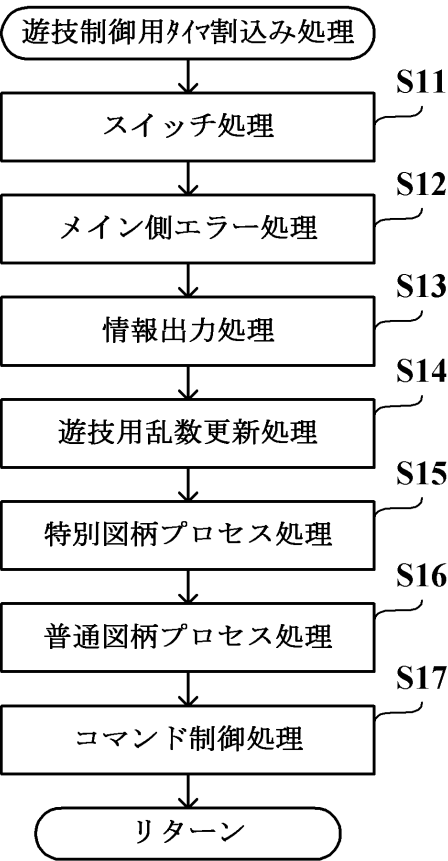 遊技制御用ﾀｲﾏ割込み処理
S11
スイッチ処理
S12
メイン側エラー処理
S13
情報出力処理
S14
遊技用乱数更新処理
S15
特別図柄プロセス処理
S16
普通図柄プロセス処理
S17
コマンド制御処理
リターン